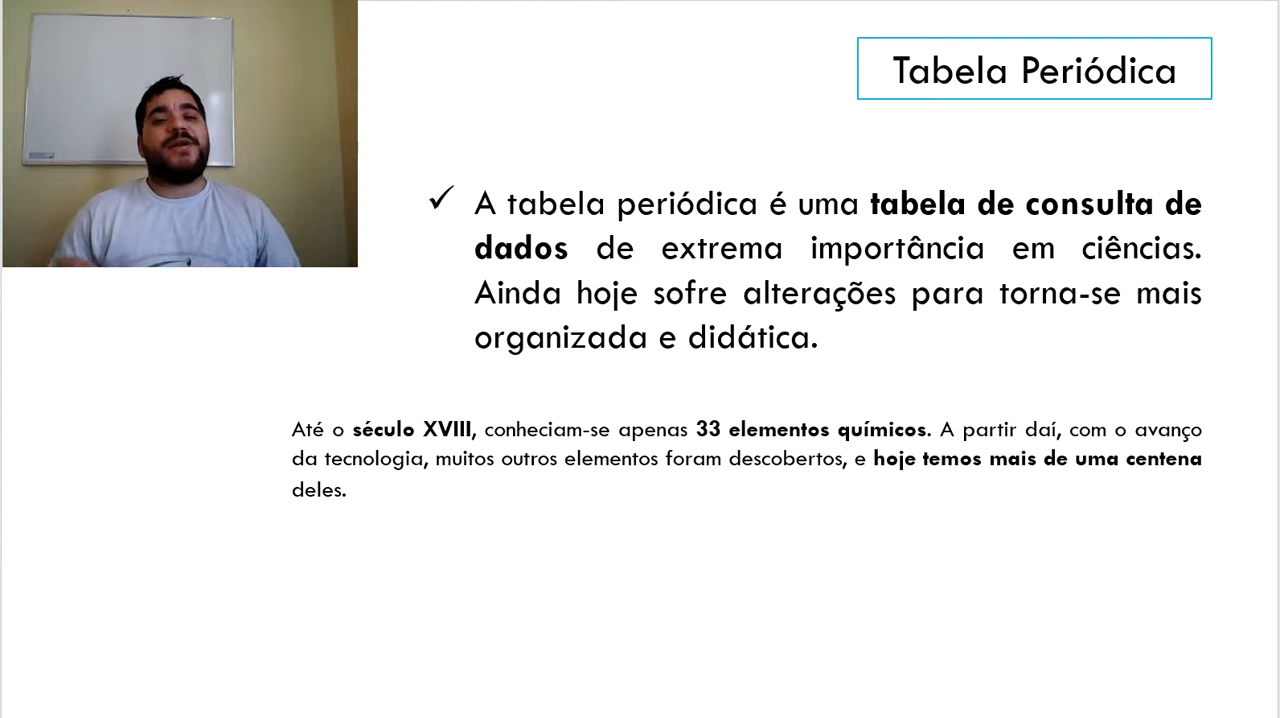 Tabela Periódica
✓ A tabela periódica é uma tabela de consulta de
dados de extrema importância em ciências.
Ainda hoje sofre alterações para torna-se mais
organizada e didática.
Até o século XVIII, conheciam-se apenas 33 elementos químicos. A partir daí, com o avanço
da tecnologia, muitos outros elementos foram descobertos, e hoje temos mais de uma centena
deles.